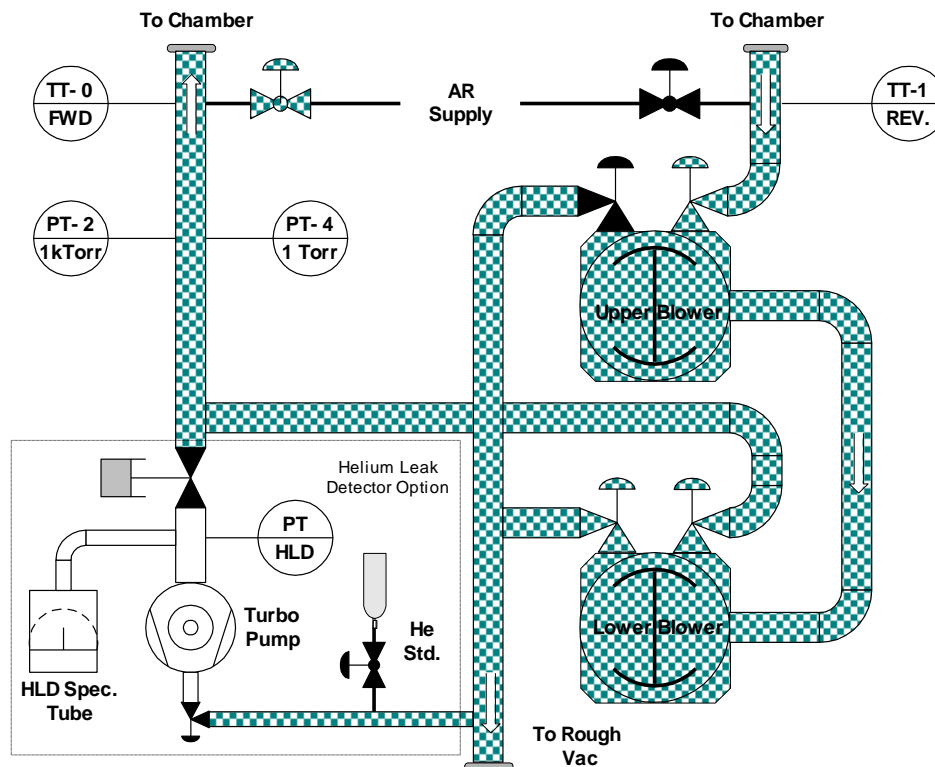 To Chamber
To Chamber
TT- 0
FWD
AR
Supply
TT-1
REV.
PT- 2
1kTorr
PT- 4
1 Torr
Upper Blower
Helium Leak
Detector Option
PT
HLD
Turbo
Pump
He
Std.
Lower Blower
HLD Spec.
Tube
To Rough
Vac